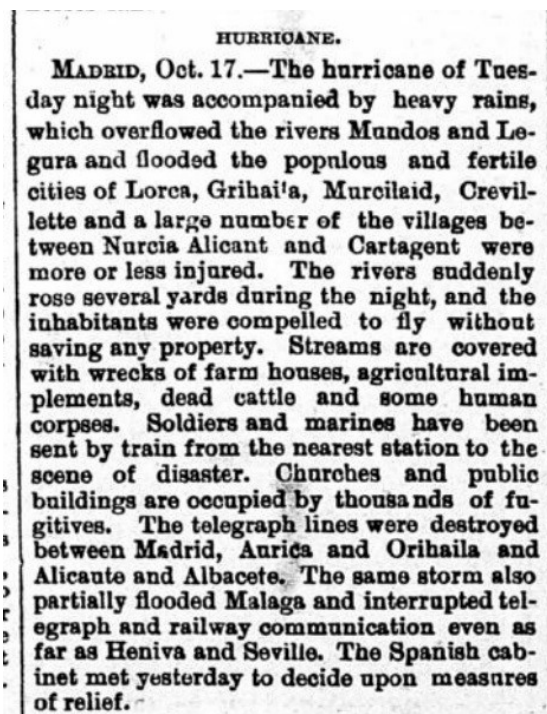 HURRICANE.
MADRID, Oct. 17.—The hurricane of Tues-
day night was accompanied by heavy rains,
which overflowed the rivers Mundos and Le-
gura and flooded the populous and fertile
cities of Lorca, Grihai'a, Murcilaid, Crevil-
lette and a large number of the villages be-
tween Nurcia Alicant and Cartagent were
more or less injured. The rivers suddenly
rose several yards during the night, and the
inhabitants were compelled to fly without
saving any property. Streams are covered
with wrecks of farm houses, agricultural im-
plements, dead cattle and some human
corpses. Soldiers and marines have been
sent by train from the nearest station to the
scene of disaster. Churches and public
buildings are occupied by thousands of fu-
gitives. The telegraph lines were destroyed
between Madrid, Aurica and Orihaila and
Alicante and Albacete. The same storm also
partially flooded Malaga and interrupted tel-
egraph and railway communication even as
far as Heniva and Seville. The Spanish cab-
inet met yesterday to decide upon measures
of relief.